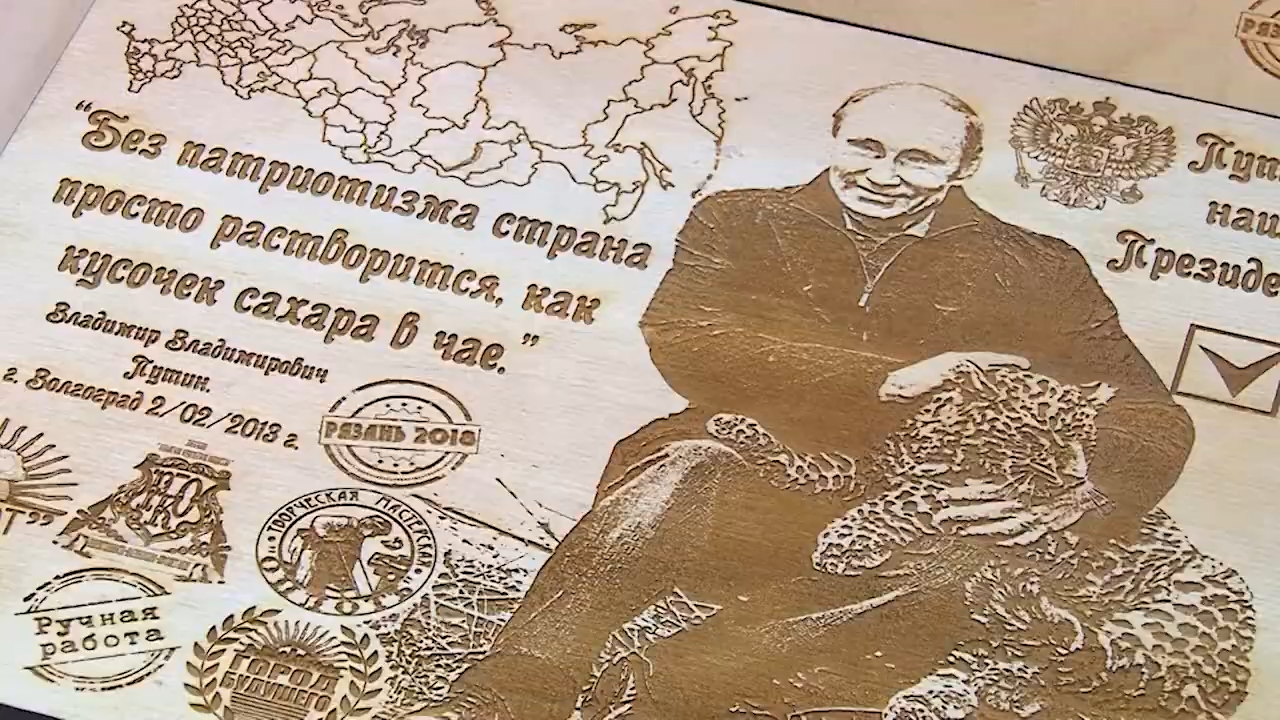 “Без патриотизма страна
просто растворится, как
кусочек сахара в чае.”
Владимир Владимирович
Путин.
г. Волгоград 2/02/2018 г.
РЯЗАНЬ 2018
ТВОРЧЕСКАЯ МАСТЕРСКАЯ
Ручная
работа
ГОРОД
БУДУЩЕГО
Пут
наш
Президе
РЯЗ